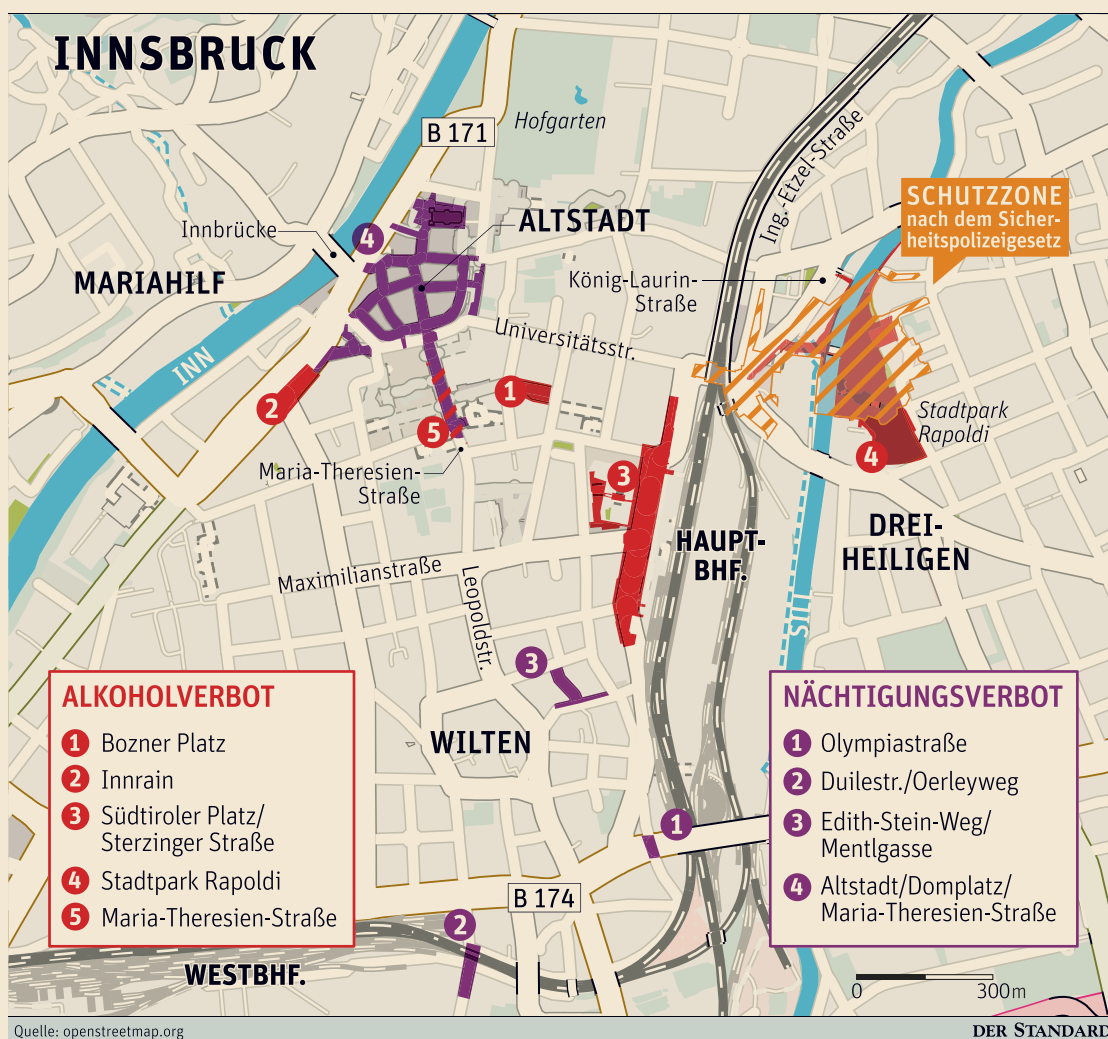 INNSBRUCK
B 171
Hofgarten
Ing.-Etzel-Straße
SCHUTZZONE
nach dem Sicher-
heitspolizeigesetz
Innbrücke
4
ALTSTADT
MARIAHILF
König-Laurin-
Straße
Universitätsstr.
INN
2
1
5
Stadtpark
Rapoldi
4
Maria-Theresien-
Straße
3
HAUPT-
BHF.
DREI-
HEILIGEN
Maximilianstraße
Leopoldstr.
SILL
3
WILTEN
ALKOHOLVERBOT
1 Bozner Platz
2 Innrain
3 Südtiroler Platz/
Sterzinger Straße
4 Stadtpark Rapoldi
5 Maria-Theresien-Straße
NÄCHTIGUNGSVERBOT
1 Olympiastraße
2 Duilestr./Oerleyweg
3 Edith-Stein-Weg/
Mentlgasse
4 Altstadt/Domplatz/
Maria-Theresien-Straße
1
B 174
2
WESTBHF.
0 300m
Quelle: openstreetmap.org
DER STANDARD